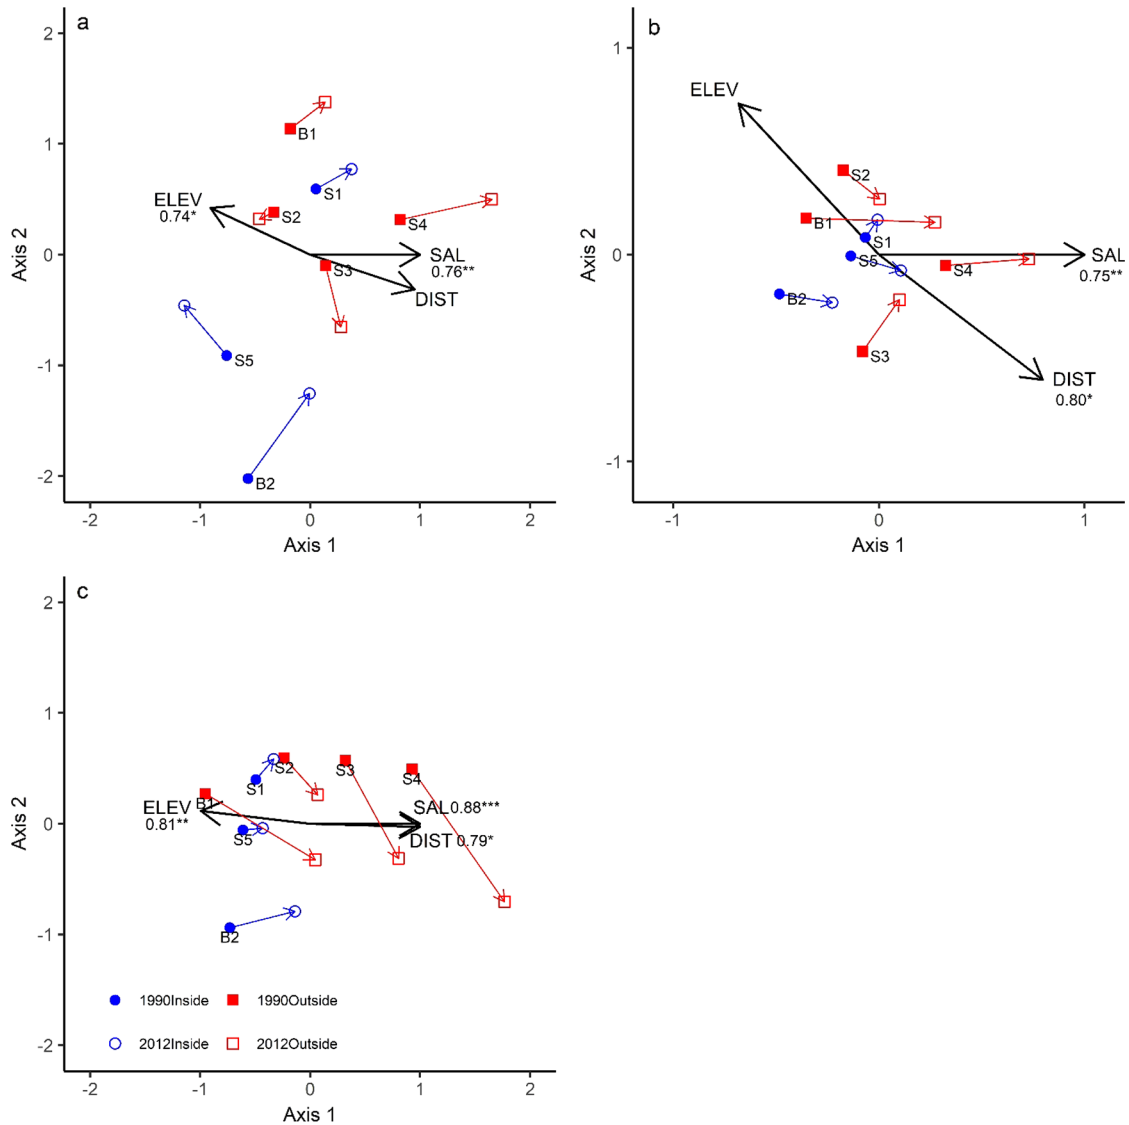 a
2
1
0
-1
-2
Axis 2
B1
S1
ELEV
0.74*
S2
S4
SAL
0.76**
S3
DIST
S5
B2
-2
-1
0
1
2
Axis 1
b
1
0
-1
Axis 2
ELEV
S2
B1
S1
S5
SAL
0.75**
S4
B2
S3
DIST
0.80*
-1
0
1
Axis 1
c
2
1
0
-1
-2
Axis 2
S2
S3
S4
S1
B1
ELEV
0.81**
SAL 0.88***
DIST 0.79*
S5
B2
1990Inside
1990Outside
2012Inside
2012Outside
-2
-1
0
1
2
Axis 1